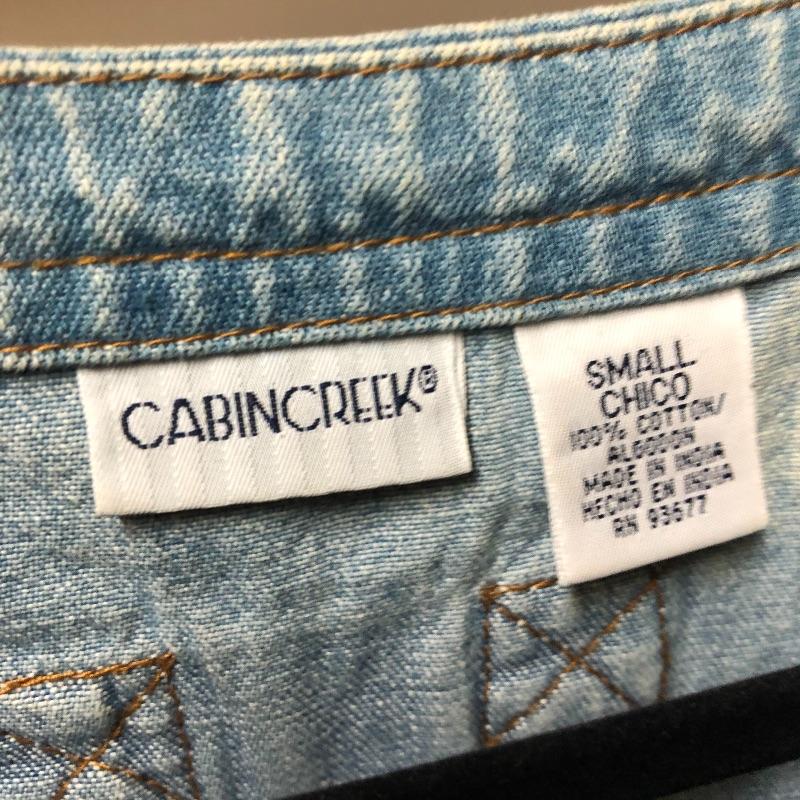 CABINCREEK®
SMALL
CHICO
100% COTTON/
ALGODON
MADE IN INDIA
HECHO EN INDIA
RN 93677